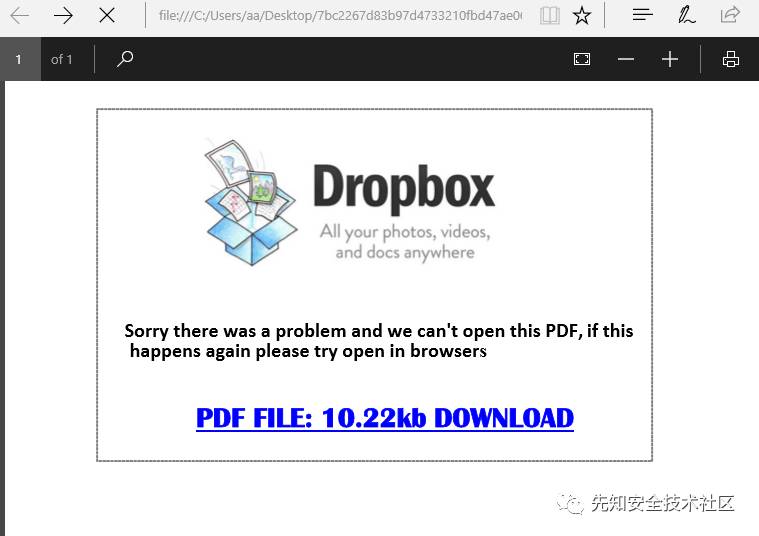 file:///C:/Users/aa/Desktop/7bc2267d83b97d4733210fbd47ae06
1 of 1
Dropbox
All your photos, videos,
and docs anywhere
Sorry there was a problem and we can't open this PDF, if this
happens again please try open in browsers
PDF FILE: 10.22kb DOWNLOAD
先知安全技术社区